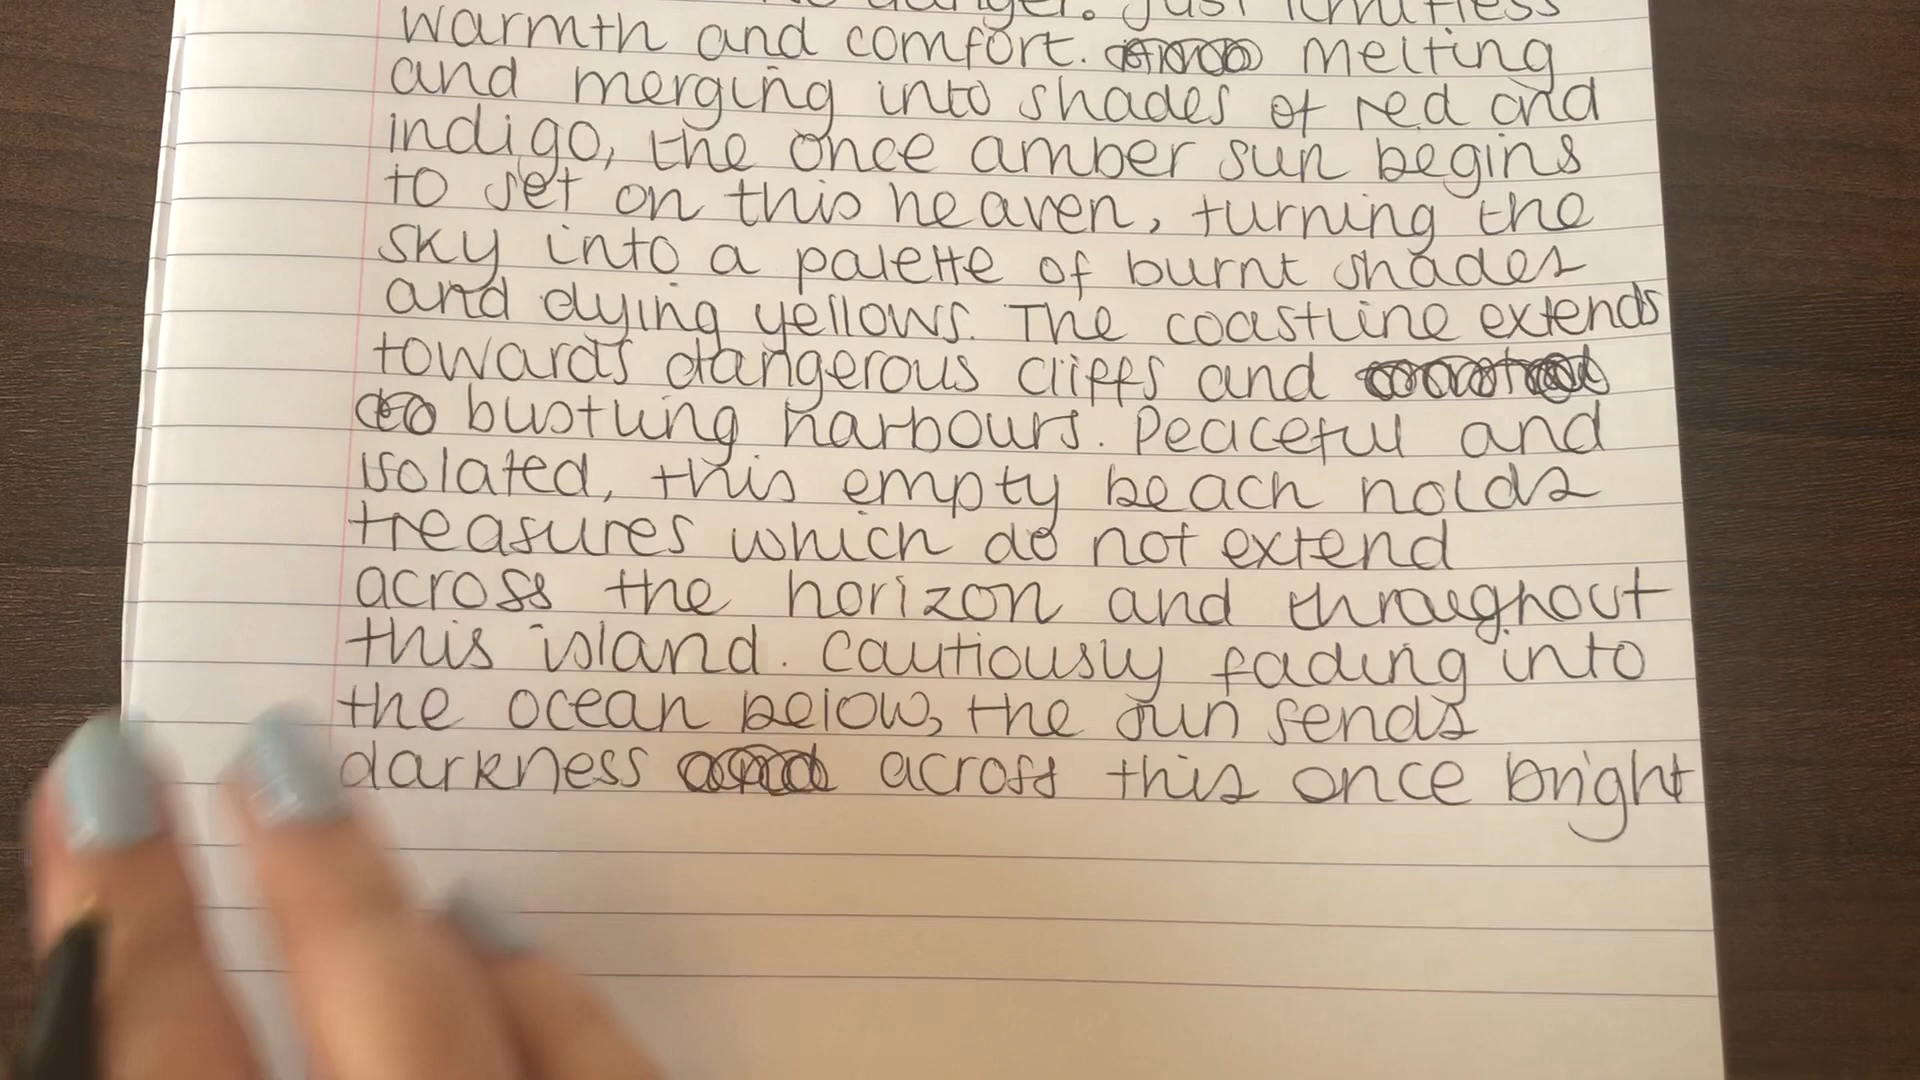 danger. Just limitless
warmth and comfort. melting
and merging into shades of red and
indigo, the once amber sun begins
to set on this heaven, turning the
sky into a palette of burnt shades
and dying yellows. The coastline extends
towards dangerous cliffs and
bustling harbours. Peaceful and
isolated, this empty beach holds
treasures which do not extend
across the horizon and throughout
this island. Cautiously fading into
the ocean below, the sun sends
darkness across this once bright